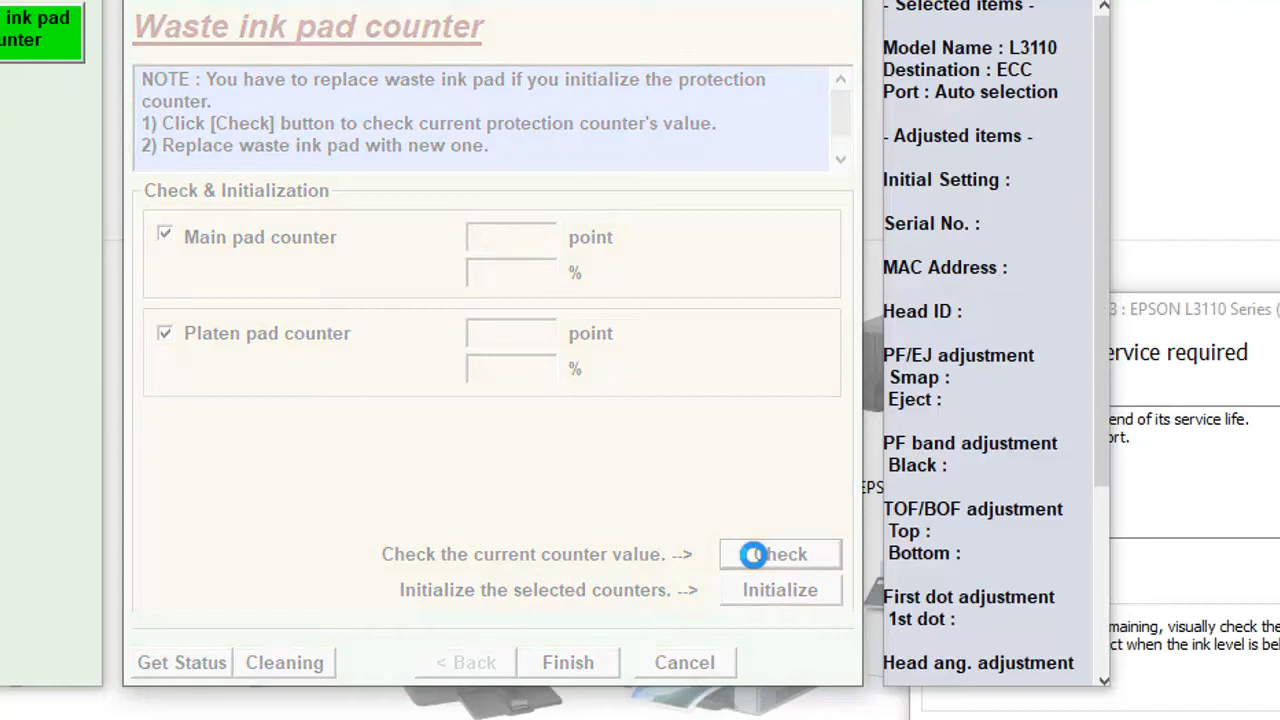 ink pad
unter
Waste ink pad counter
NOTE : You have to replace waste ink pad if you initialize the protection
counter.
1) Click [Check] button to check current protection counter's value.
2) Replace waste ink pad with new one.
Check & Initialization
Main pad counter
point
%
Platen pad counter
point
%
Check the current counter value. -->
Check
Initialize the selected counters. -->
Initialize
Get Status
Cleaning
< Back
Finish
Cancel
- Selected items -
Model Name : L3110
Destination : ECC
Port : Auto selection
- Adjusted items -
Initial Setting :
Serial No. :
MAC Address :
Head ID :
PF/EJ adjustment
Smap :
Eject :
PF band adjustment
Black :
TOF/BOF adjustment
Top :
Bottom :
First dot adjustment
1st dot :
Head ang. adjustment
3 : EPSON L3110 Series (
ervice required
end of its service life.
ort.
EPS
maining, visually check the
ct when the ink level is bel